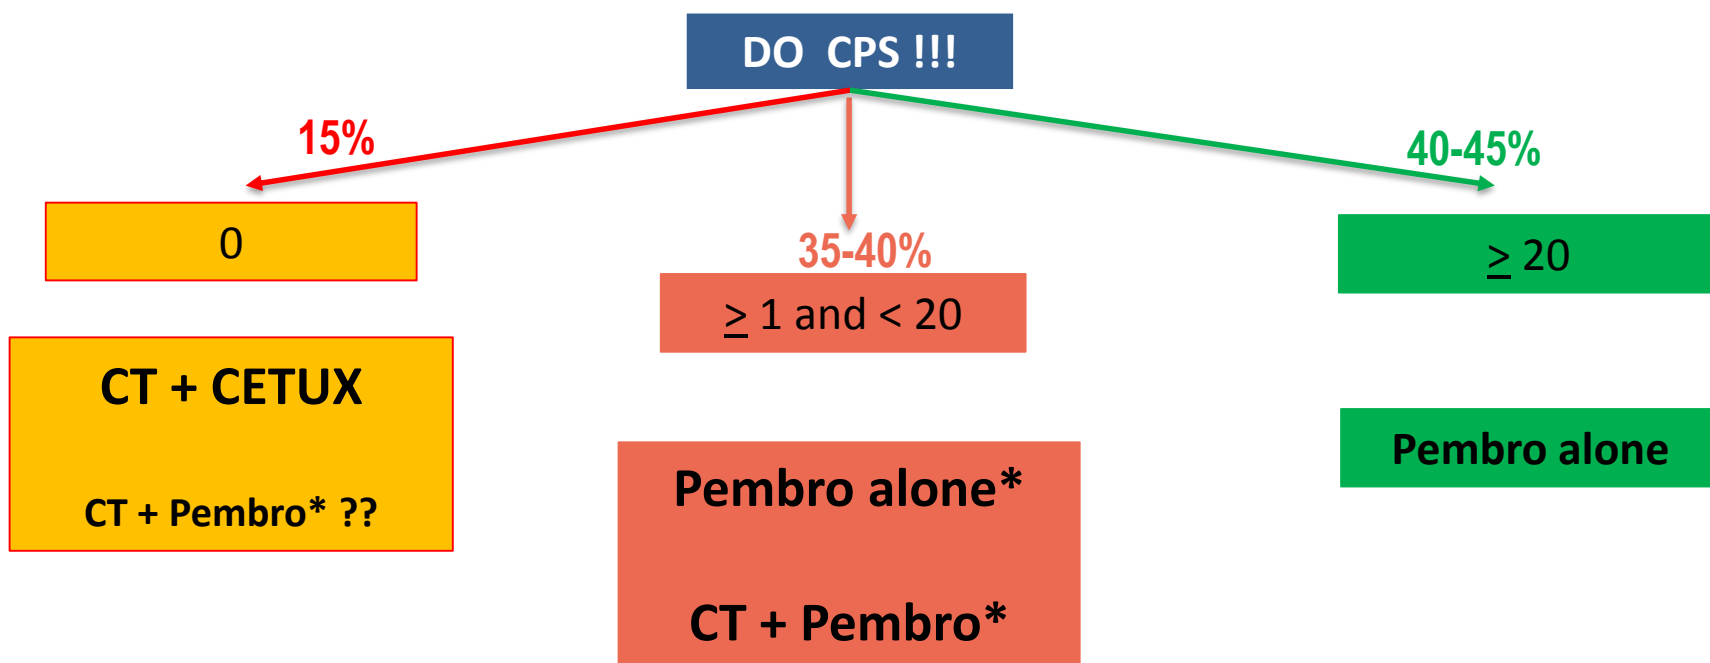 DO CPS !!!
15%
0
CT + CETUX
CT + Pembro* ??
35-40%
≥ 1 and < 20
Pembro alone*
CT + Pembro*
40-45%
≥ 20
Pembro alone